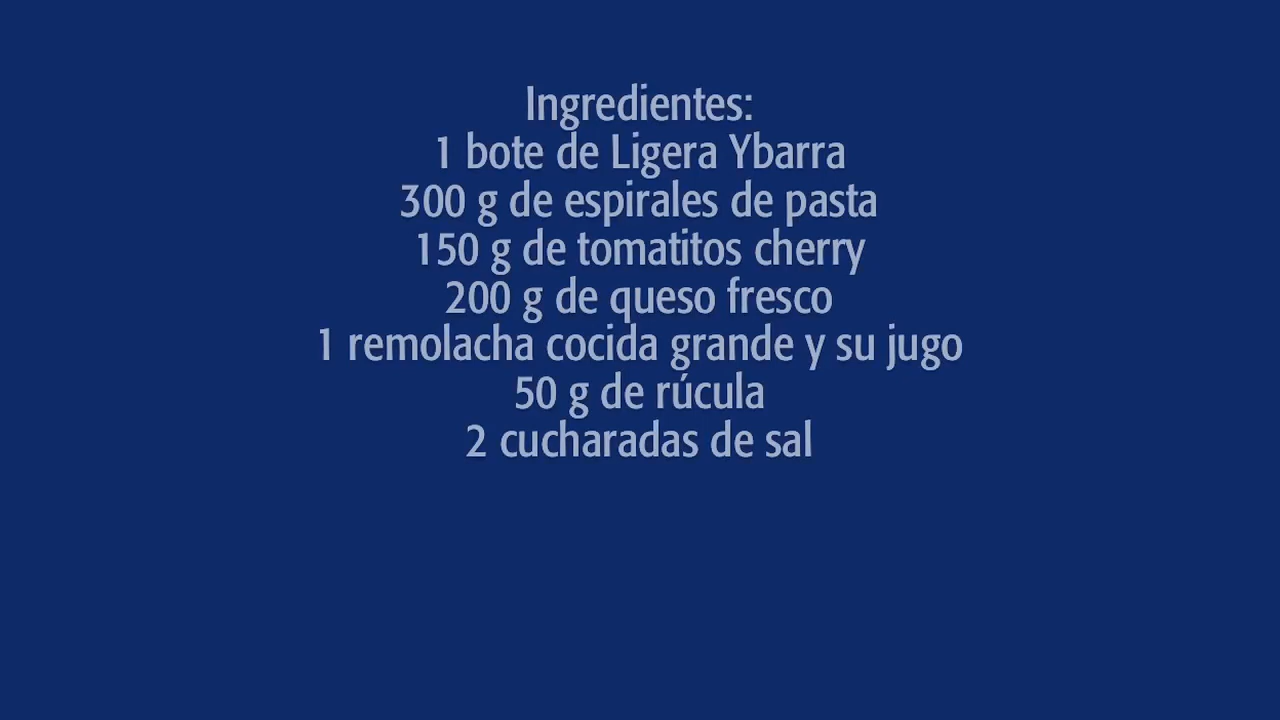 Ingredientes:
1 bote de Ligera Ybarra
300 g de espirales de pasta
150 g de tomatitos cherry
200 g de queso fresco
1 remolacha cocida grande y su jugo
50 g de rúcula
2 cucharadas de sal